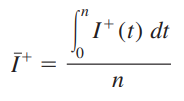 Ī⁺ = ∫₀ⁿ I⁺(t) dt / n